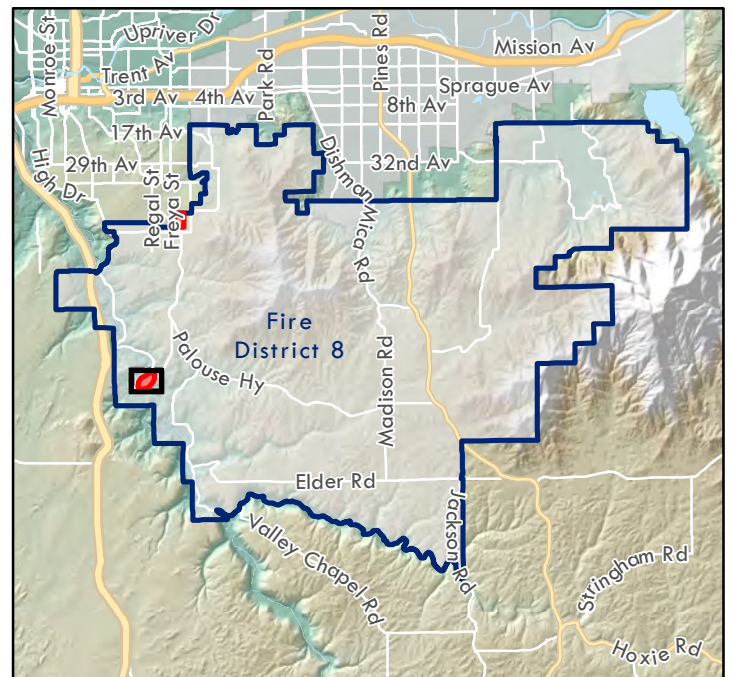 Monroe St
Upriver Dr
Pines Rd
Mission Av
Trent Av
Park Rd
3rd Av
4th Av
Sprague Av
8th Av
17th Av
29th Av
32nd Av
High Dr
Regal St
Freya St
Dishman Mica Rd
Fire
District 8
Palouse Hy
Madison Rd
Elder Rd
Jackson Rd
Valley Chapel Rd
Stringham Rd
Hoxie Rd